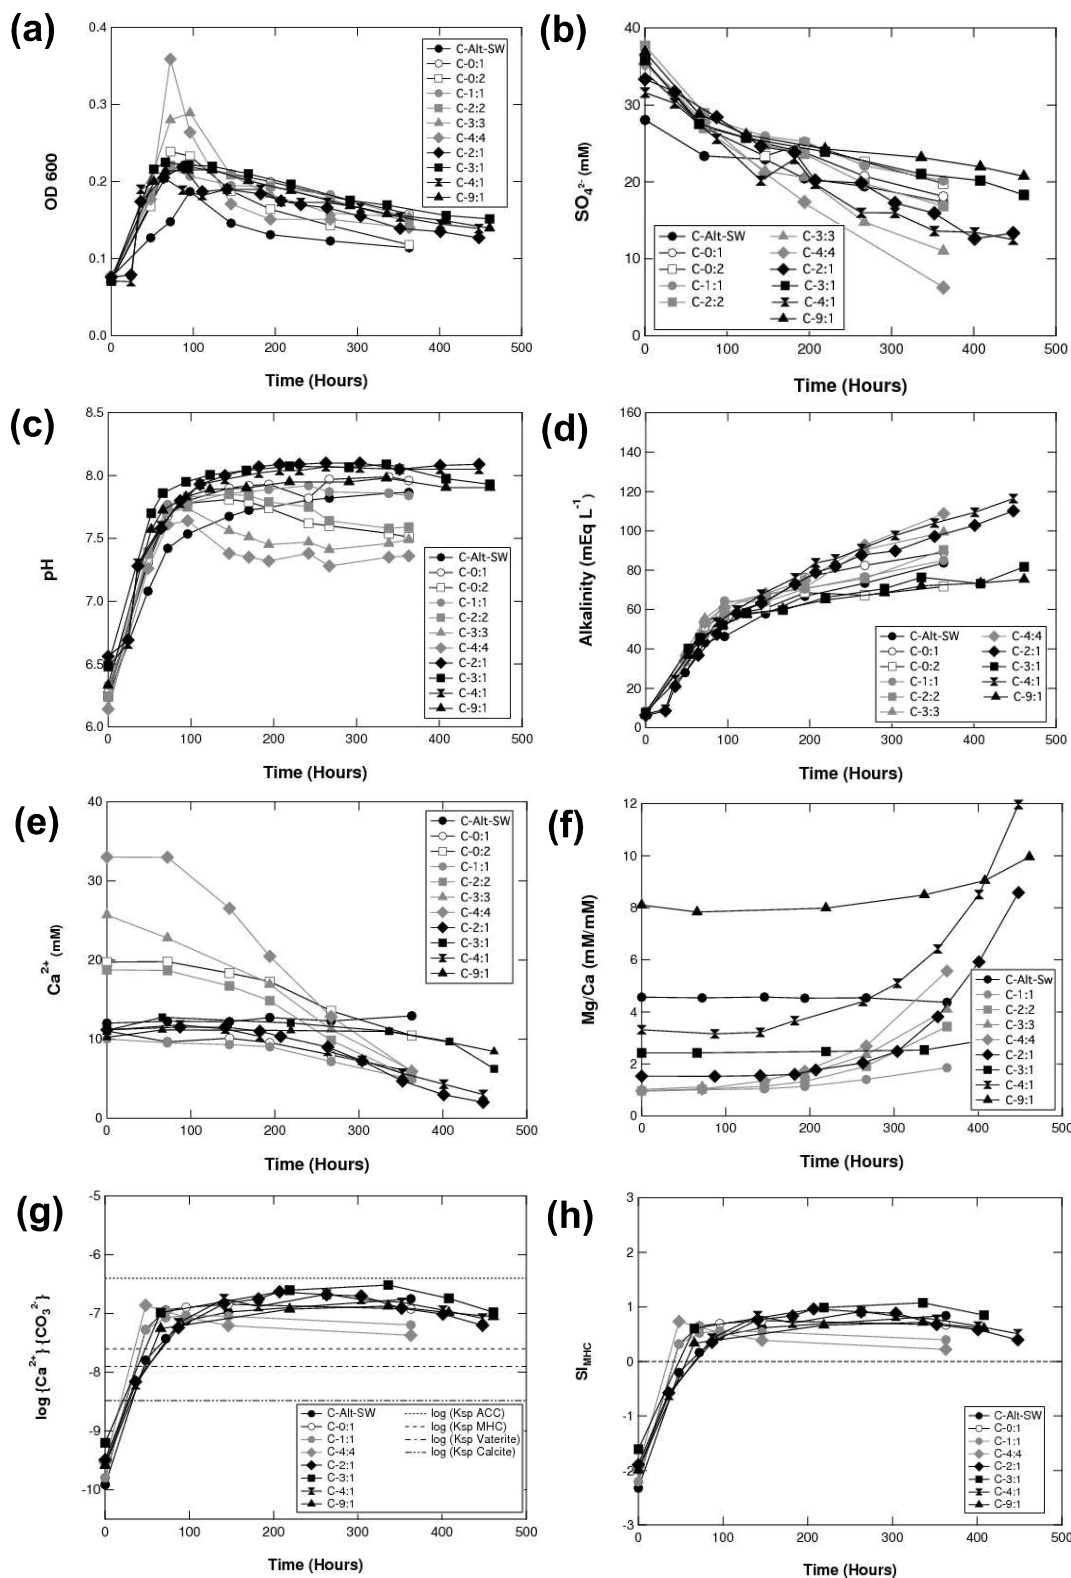 (a)
0.4
0.3
0.2
0.1
0.0
OD 600
0 100 200 300 400 500
Time (Hours)
C-Alt-SW
C-0:1
C-0:2
C-1:1
C-2:2
C-3:3
C-4:4
C-2:1
C-3:1
C-4:1
C-9:1
(b)
40
30
20
10
0
SO₄²⁻ (mM)
0 100 200 300 400 500
Time (Hours)
C-Alt-SW
C-0:1
C-0:2
C-1:1
C-2:2
C-3:3
C-4:4
C-2:1
C-3:1
C-4:1
C-9:1
(c)
8.5
8.0
7.5
7.0
6.5
6.0
pH
0 100 200 300 400 500
Time (Hours)
C-Alt-SW
C-0:1
C-0:2
C-1:1
C-2:2
C-3:3
C-4:4
C-2:1
C-3:1
C-4:1
C-9:1
(d)
160
140
120
100
80
60
40
20
0
Alkalinity (mEq L⁻¹)
0 100 200 300 400 500
Time (Hours)
C-Alt-SW
C-0:1
C-0:2
C-1:1
C-2:2
C-3:3
C-4:4
C-2:1
C-3:1
C-4:1
C-9:1
(e)
40
30
20
10
0
Ca²⁺ (mM)
0 100 200 300 400 500
Time (Hours)
C-Alt-SW
C-0:1
C-0:2
C-1:1
C-2:2
C-3:3
C-4:4
C-2:1
C-3:1
C-4:1
C-9:1
(f)
12
10
8
6
4
2
0
Mg/Ca (mM/mM)
0 100 200 300 400 500
Time (Hours)
C-Alt-Sw
C-1:1
C-2:2
C-3:3
C-4:4
C-2:1
C-3:1
C-4:1
C-9:1
(g)
-5
-6
-7
-8
-9
-10
log {Ca²⁺} {CO₃²⁻}
0 100 200 300 400 500
Time (Hours)
C-Alt-SW
C-0:1
C-1:1
C-4:4
C-2:1
C-3:1
C-4:1
C-9:1
log (Ksp ACC)
log (Ksp MHC)
log (Ksp Vaterite)
log (Ksp Calcite)
(h)
3
2
1
0
-1
-2
-3
SI_MHC
0 100 200 300 400 500
Time (Hours)
C-Alt-SW
C-0:1
C-1:1
C-4:4
C-2:1
C-3:1
C-4:1
C-9:1